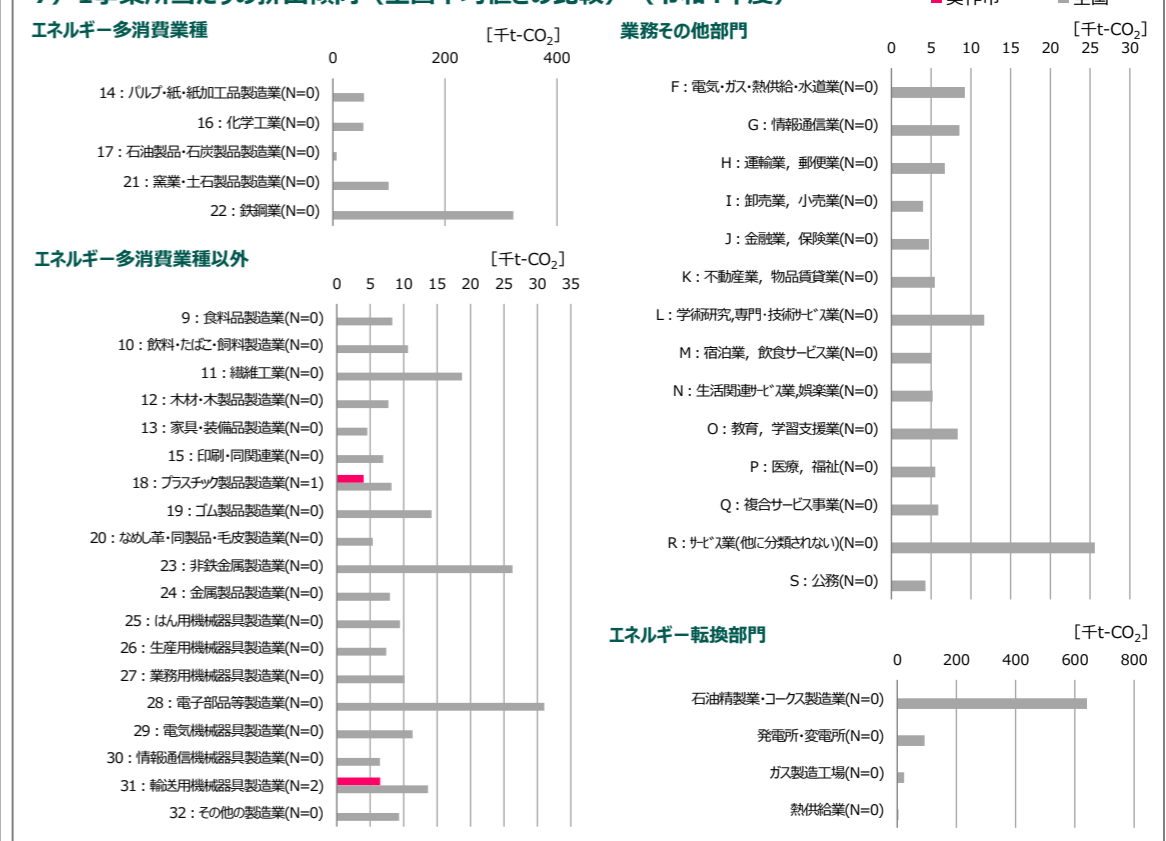 エネルギー多消費業種
[千t-CO2]
0 200 400
14：パルプ・紙・紙加工品製造業(N=0)
16：化学工業(N=0)
17：石油製品・石炭製品製造業(N=0)
21：窯業・土石製品製造業(N=0)
22：鉄鋼業(N=0)
エネルギー多消費業種以外
[千t-CO2]
0 5 10 15 20 25 30 35
9：食料品製造業(N=0)
10：飲料・たばこ・飼料製造業(N=0)
11：繊維工業(N=0)
12：木材・木製品製造業(N=0)
13：家具・装備品製造業(N=0)
15：印刷・同関連業(N=0)
18：プラスチック製品製造業(N=1)
19：ゴム製品製造業(N=0)
20：なめし革・同製品・毛皮製造業(N=0)
23：非鉄金属製造業(N=0)
24：金属製品製造業(N=0)
25：はん用機械器具製造業(N=0)
26：生産用機械器具製造業(N=0)
27：業務用機械器具製造業(N=0)
28：電子部品等製造業(N=0)
29：電気機械器具製造業(N=0)
30：情報通信機械器具製造業(N=0)
31：輸送用機械器具製造業(N=2)
32：その他の製造業(N=0)
業務その他部門
[千t-CO2]
0 5 10 15 20 25 30
F：電気・ガス・熱供給・水道業(N=0)
G：情報通信業(N=0)
H：運輸業，郵便業(N=0)
I：卸売業，小売業(N=0)
J：金融業，保険業(N=0)
K：不動産業，物品賃貸業(N=0)
L：学術研究,専門・技術ｻｰﾋﾞｽ業(N=0)
M：宿泊業，飲食サービス業(N=0)
N：生活関連ｻｰﾋﾞｽ業,娯楽業(N=0)
O：教育，学習支援業(N=0)
P：医療，福祉(N=0)
Q：複合サービス事業(N=0)
R：ｻｰﾋﾞｽ業(他に分類されない)(N=0)
S：公務(N=0)
エネルギー転換部門
[千t-CO2]
0 200 400 600 800
石油精製業・コークス製造業(N=0)
発電所・変電所(N=0)
ガス製造工場(N=0)
熱供給業(N=0)